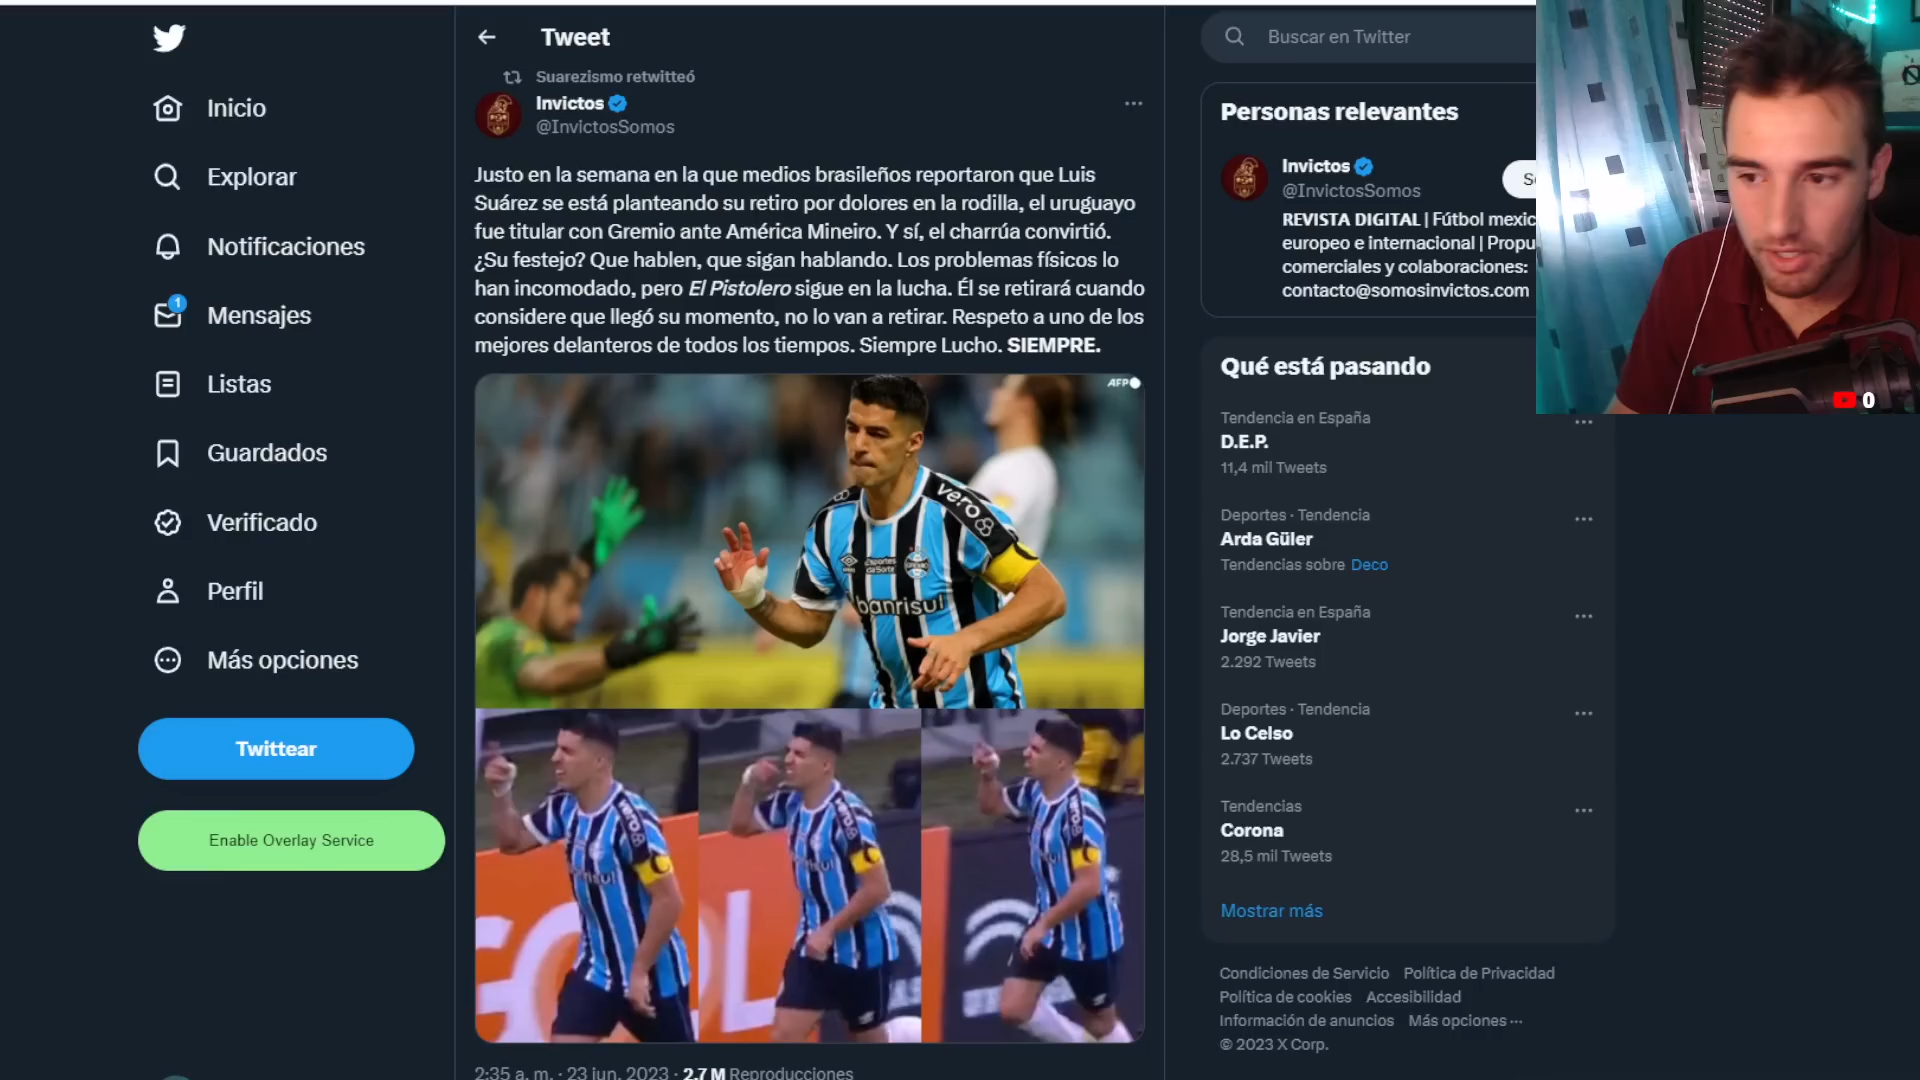 Inicio
Explorar
Notificaciones
1
Mensajes
Listas
Guardados
Verificado
Perfil
Más opciones
Twittear
Enable Overlay Service
Tweet
Suarezismo retwitteó
Invictos
@InvictosSomos
Justo en la semana en la que medios brasileños reportaron que Luis
Suárez se está planteando su retiro por dolores en la rodilla, el uruguayo
fue titular con Gremio ante América Mineiro. Y sí, el charrúa convirtió.
¿Su festejo? Que hablen, que sigan hablando. Los problemas físicos lo
han incomodado, pero El Pistolero sigue en la lucha. Él se retirará cuando
considere que llegó su momento, no lo van a retirar. Respeto a uno de los
mejores delanteros de todos los tiempos. Siempre Lucho. SIEMPRE.
AFP
vero
Esportes
da Sorte
banrisul
vero
vero
2:35 a. m. · 23 jun. 2023 · 2,7 M Reproducciones
Buscar en Twitter
Personas relevantes
Invictos
@InvictosSomos
REVISTA DIGITAL | Fútbol mexic
europeo e internacional | Propu
comerciales y colaboraciones:
contacto@somosinvictos.com
Qué está pasando
Tendencia en España
D.E.P.
11,4 mil Tweets
Deportes · Tendencia
Arda Güler
Tendencias sobre Deco
Tendencia en España
Jorge Javier
2.292 Tweets
Deportes · Tendencia
Lo Celso
2.737 Tweets
Tendencias
Corona
28,5 mil Tweets
Mostrar más
Condiciones de Servicio Política de Privacidad
Política de cookies Accesibilidad
Información de anuncios Más opciones ···
© 2023 X Corp.
0